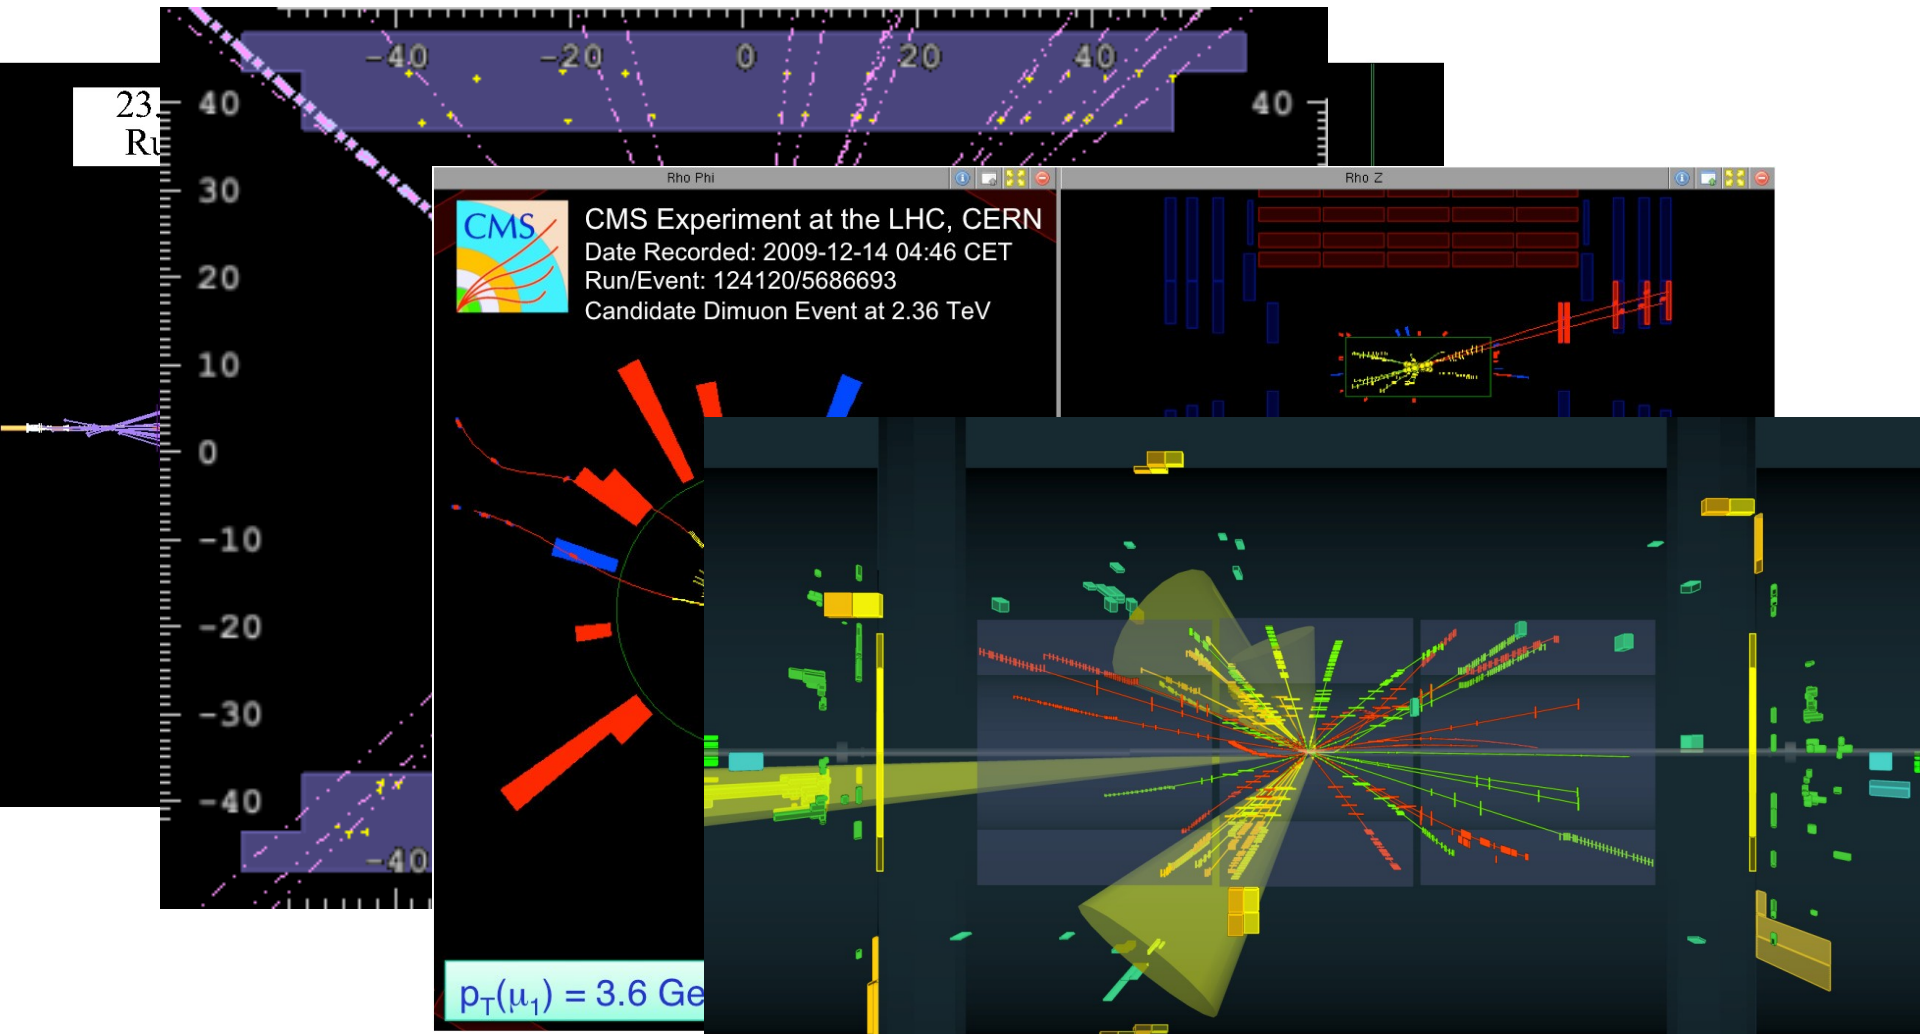 -40 -20 0 20 40
23.
Ru
40
30
20
10
0
-10
-20
-30
-40
40
-40
Rho Phi
Rho Z
CMS
CMS Experiment at the LHC, CERN
Date Recorded: 2009-12-14 04:46 CET
Run/Event: 124120/5686693
Candidate Dimuon Event at 2.36 TeV
pT(μ1) = 3.6 Ge